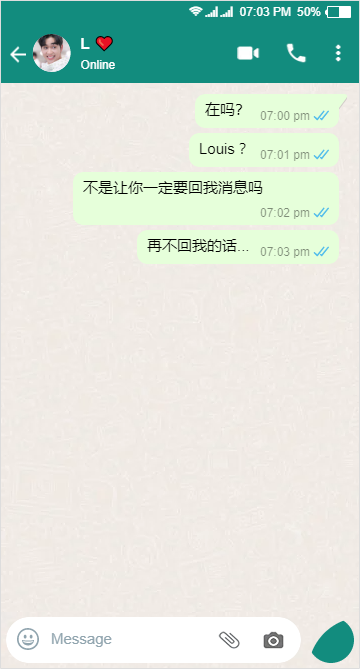 07:03 PM 50%
L
Online
在吗?
07:00 pm
Louis ?
07:01 pm
不是让你一定要回我消息吗
07:02 pm
再不回我的话...
07:03 pm
Message